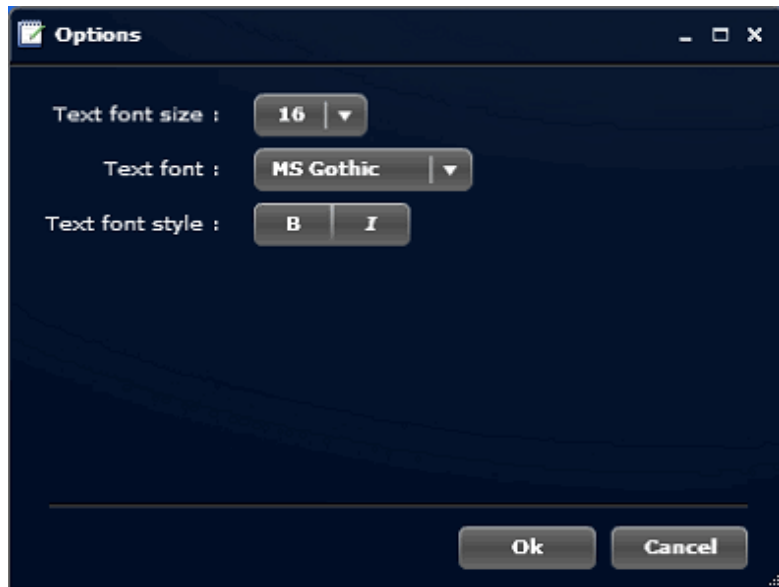 Options
Text font size : 16
Text font : MS Gothic
Text font style : B I
Ok Cancel